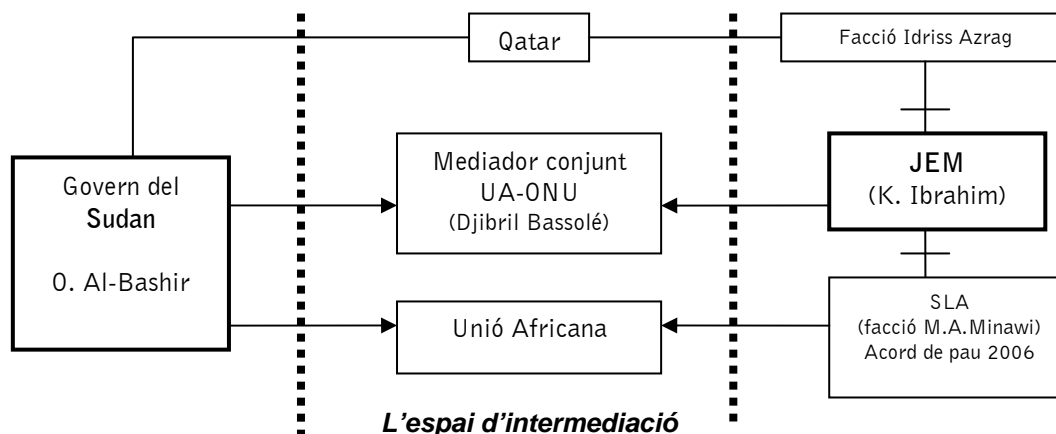 Qatar
Facció Idriss Azrag
Govern del
Sudan
O. Al-Bashir
Mediador conjunt
UA-ONU
(Djibril Bassolé)
JEM
(K. Ibrahim)
Unió Africana
SLA
(facció M.A.Minawi)
Acord de pau 2006
L'espai d'intermediació